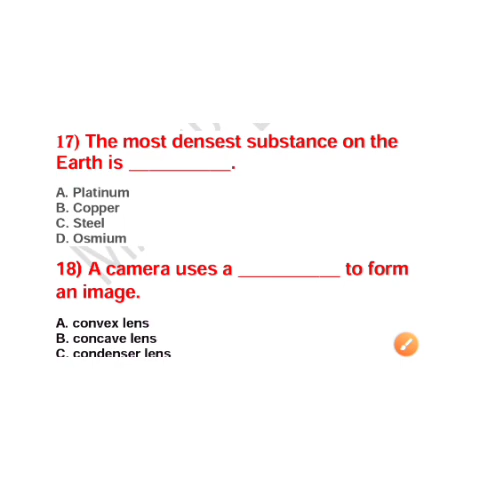 17) The most densest substance on the
Earth is __________.
A. Platinum
B. Copper
C. Steel
D. Osmium
18) A camera uses a __________ to form
an image.
A. convex lens
B. concave lens
C. condenser lens